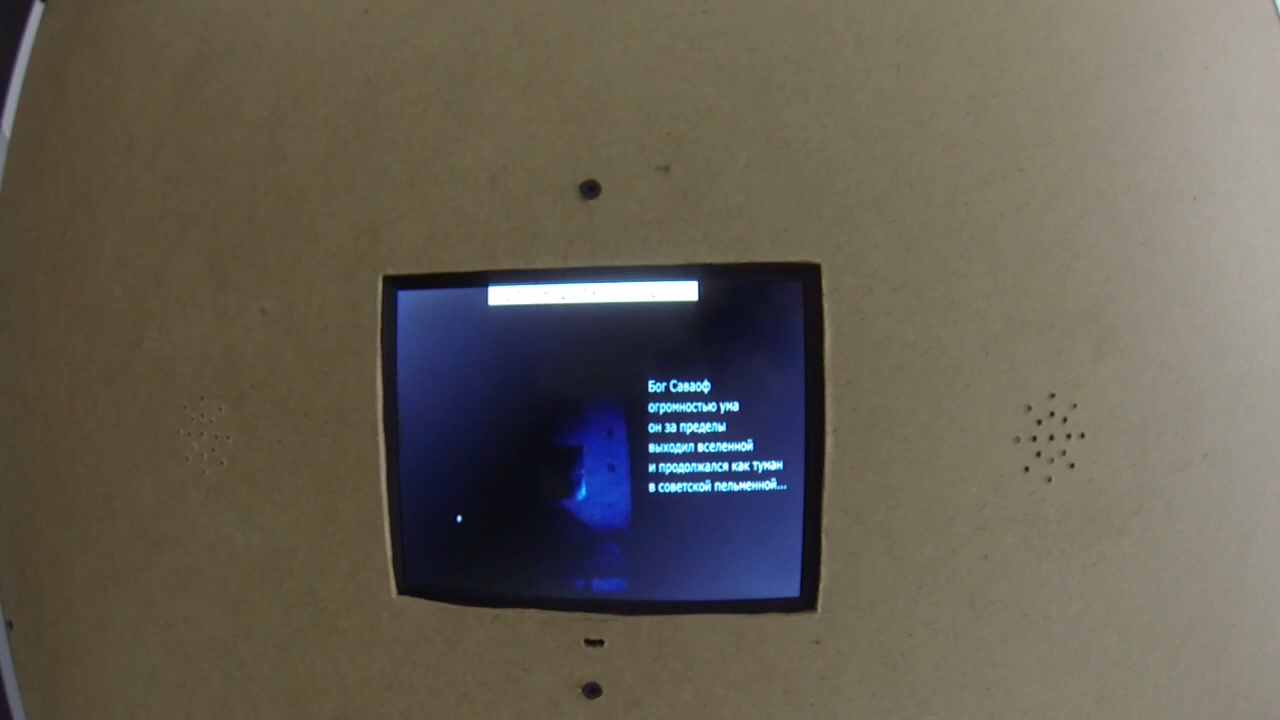 Бог Саваоф
огромностью ума
он за пределы
выходил вселенной
и продолжался как туман
в советской пельменной...